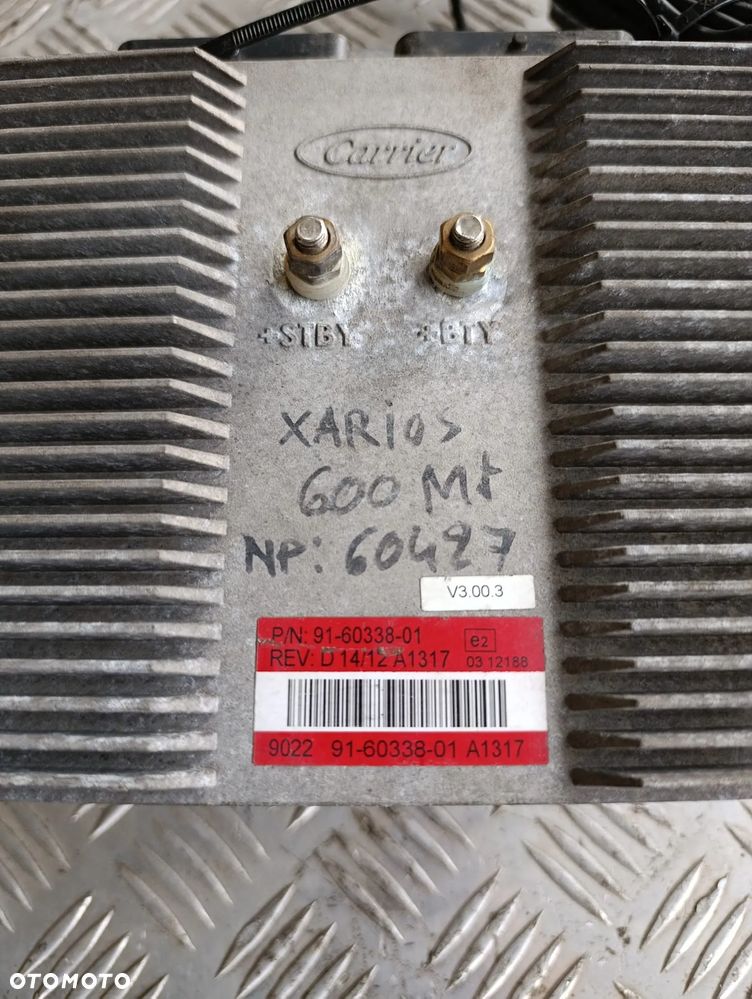 Carrier
+STBY +BTY
XARIOS
600 Mt
NP: 60427
V3.00.3
P/N: 91-60338-01 e2
REV: D 14/12 A1317 03 12188
9022 91-60338-01 A1317
OTOMOTO